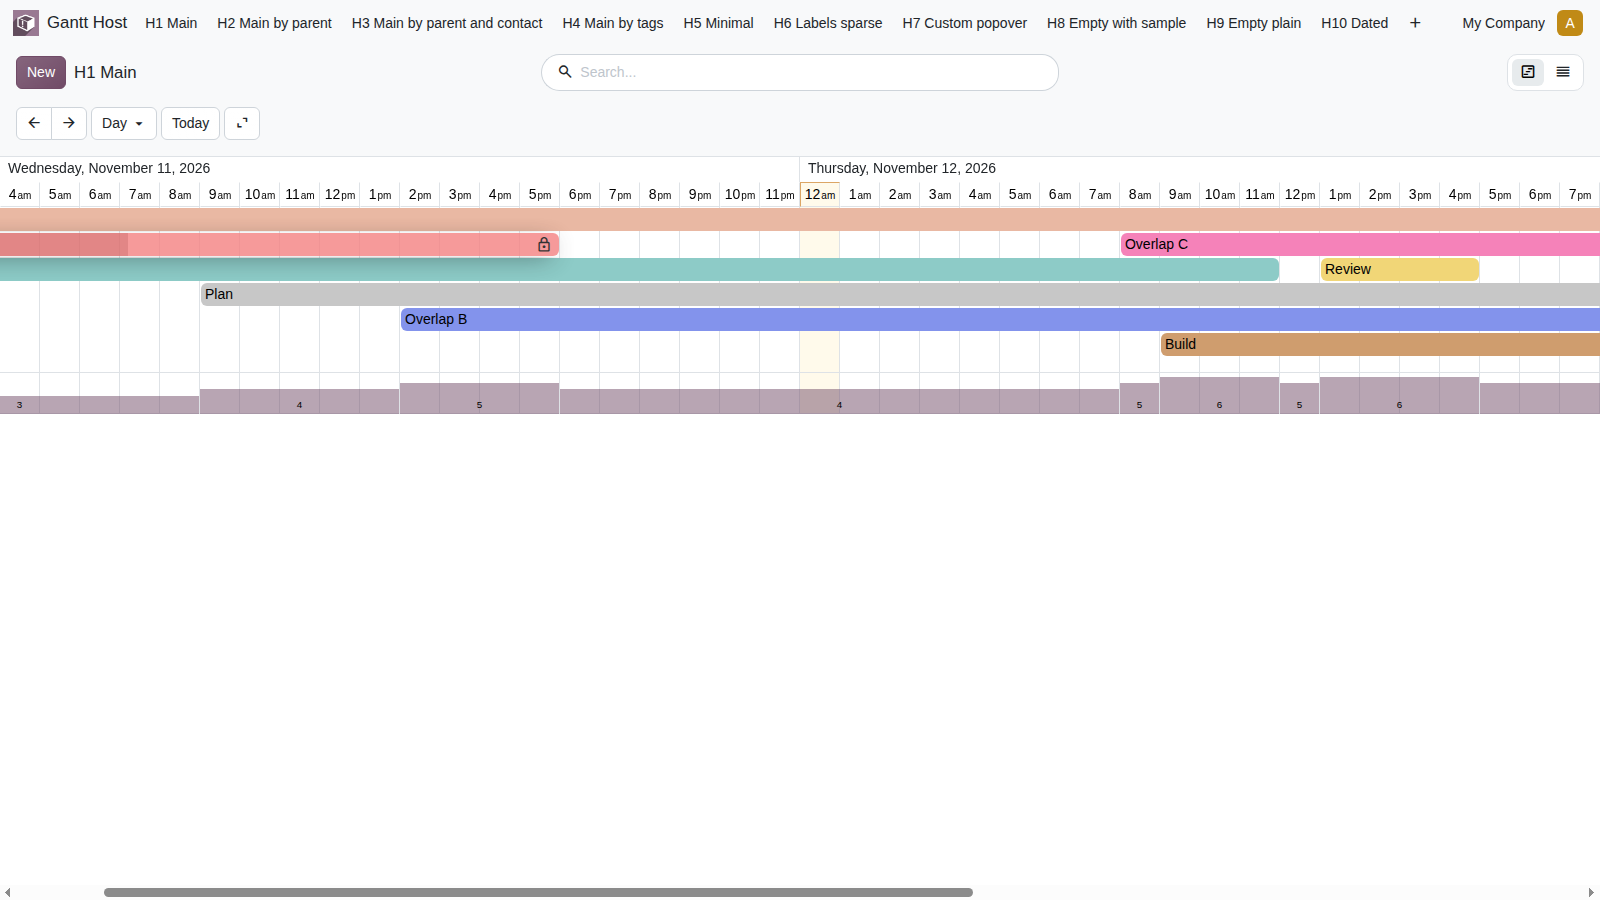 Gantt Host H1 Main H2 Main by parent H3 Main by parent and contact H4 Main by tags H5 Minimal H6 Labels sparse H7 Custom popover H8 Empty with sample H9 Empty plain H10 Dated + My Company A
New H1 Main Search...
Day Today
Wednesday, November 11, 2026 Thursday, November 12, 2026
4am 5am 6am 7am 8am 9am 10am 11am 12pm 1pm 2pm 3pm 4pm 5pm 6pm 7pm 8pm 9pm 10pm 11pm 12am 1am 2am 3am 4am 5am 6am 7am 8am 9am 10am 11am 12pm 1pm 2pm 3pm 4pm 5pm 6pm 7pm
Overlap C
Review
Plan
Overlap B
Build
3 4 5 4 5 6 5 6